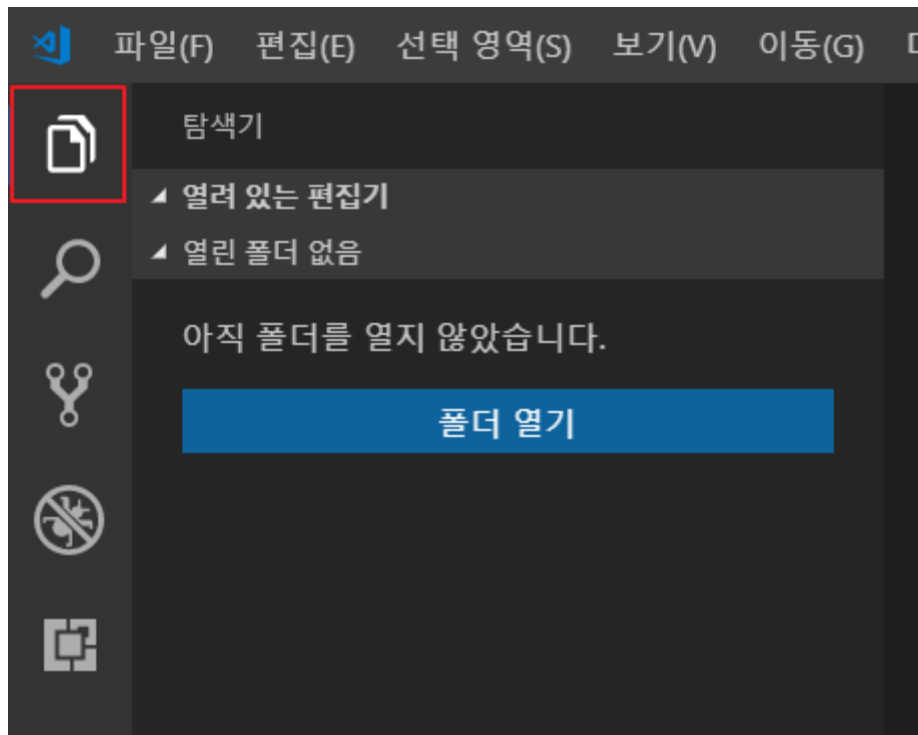 파일(F) 편집(E) 선택 영역(S) 보기(V) 이동(G)
탐색기
열려 있는 편집기
열린 폴더 없음
아직 폴더를 열지 않았습니다.
폴더 열기